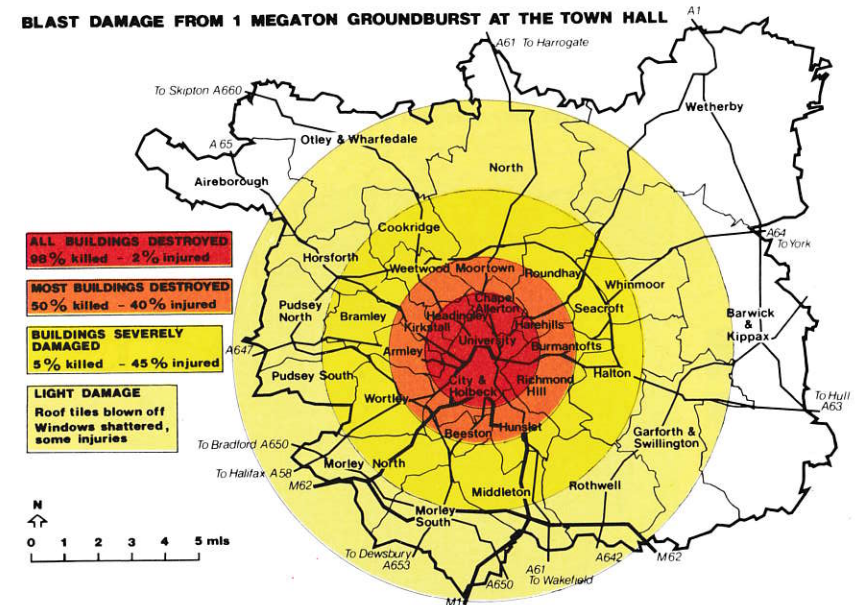 BLAST DAMAGE FROM 1 MEGATON GROUNDBURST AT THE TOWN HALL
A1
A61 To Harrogate
To Skipton A660
Wetherby
Otley & Wharfedale
A 65
North
Aireborough
Cookridge
A64
To York
ALL BUILDINGS DESTROYED
98% killed - 2% injured
Horsforth
Weetwood
Moortown
Roundhay
Whinmoor
MOST BUILDINGS DESTROYED
50% killed - 40% injured
Pudsey
North
Bramley
Headingley
Chapel
Allerton
Seacroft
Kirkstall
Harehills
Barwick
&
Kippax
BUILDINGS SEVERELY
DAMAGED
5% killed - 45% injured
A647
Armley
University
Burmantofts
Pudsey South
City &
Holbeck
Richmond
Hill
Halton
LIGHT DAMAGE
Roof tiles blown off
Windows shattered,
some injuries
Wortley
To Hull
A63
To Bradford A650
Beeston
Hunslet
Garforth &
Swillington
To Halifax A58
Morley North
M62
Middleton
Rothwell
N
Morley
South
0 1 2 3 4 5 mls
To Dewsbury
A653
A650
A61
To Wakefield
A642
M62
M1